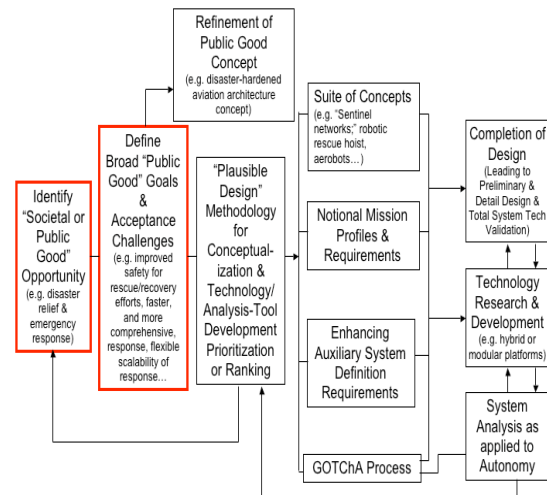 Refinement of
Public Good
Concept
(e.g. disaster-hardened
aviation architecture
concept)
Identify
“Societal or
Public
Good”
Opportunity
(e.g. disaster
relief &
emergency
response)
Define
Broad “Public
Good” Goals
&
Acceptance
Challenges
(e.g. improved
safety for
rescue/recovery
efforts, faster,
and more
comprehensive,
response, flexible
scalability of
response…
“Plausible
Design”
Methodology
for
Conceptual-
ization &
Technology/
Analysis-Tool
Development
Prioritization
or Ranking
Suite of Concepts
(e.g. “Sentinel
networks;” robotic
rescue hoist,
aerobots…)
Notional Mission
Profiles &
Requirements
Enhancing
Auxiliary System
Definition
Requirements
GOTChA Process
Completion of
Design
(Leading to
Preliminary &
Detail Design &
Total System Tech
Validation)
Technology
Research &
Development
(e.g. hybrid or
modular platforms)
System
Analysis as
applied to
Autonomy